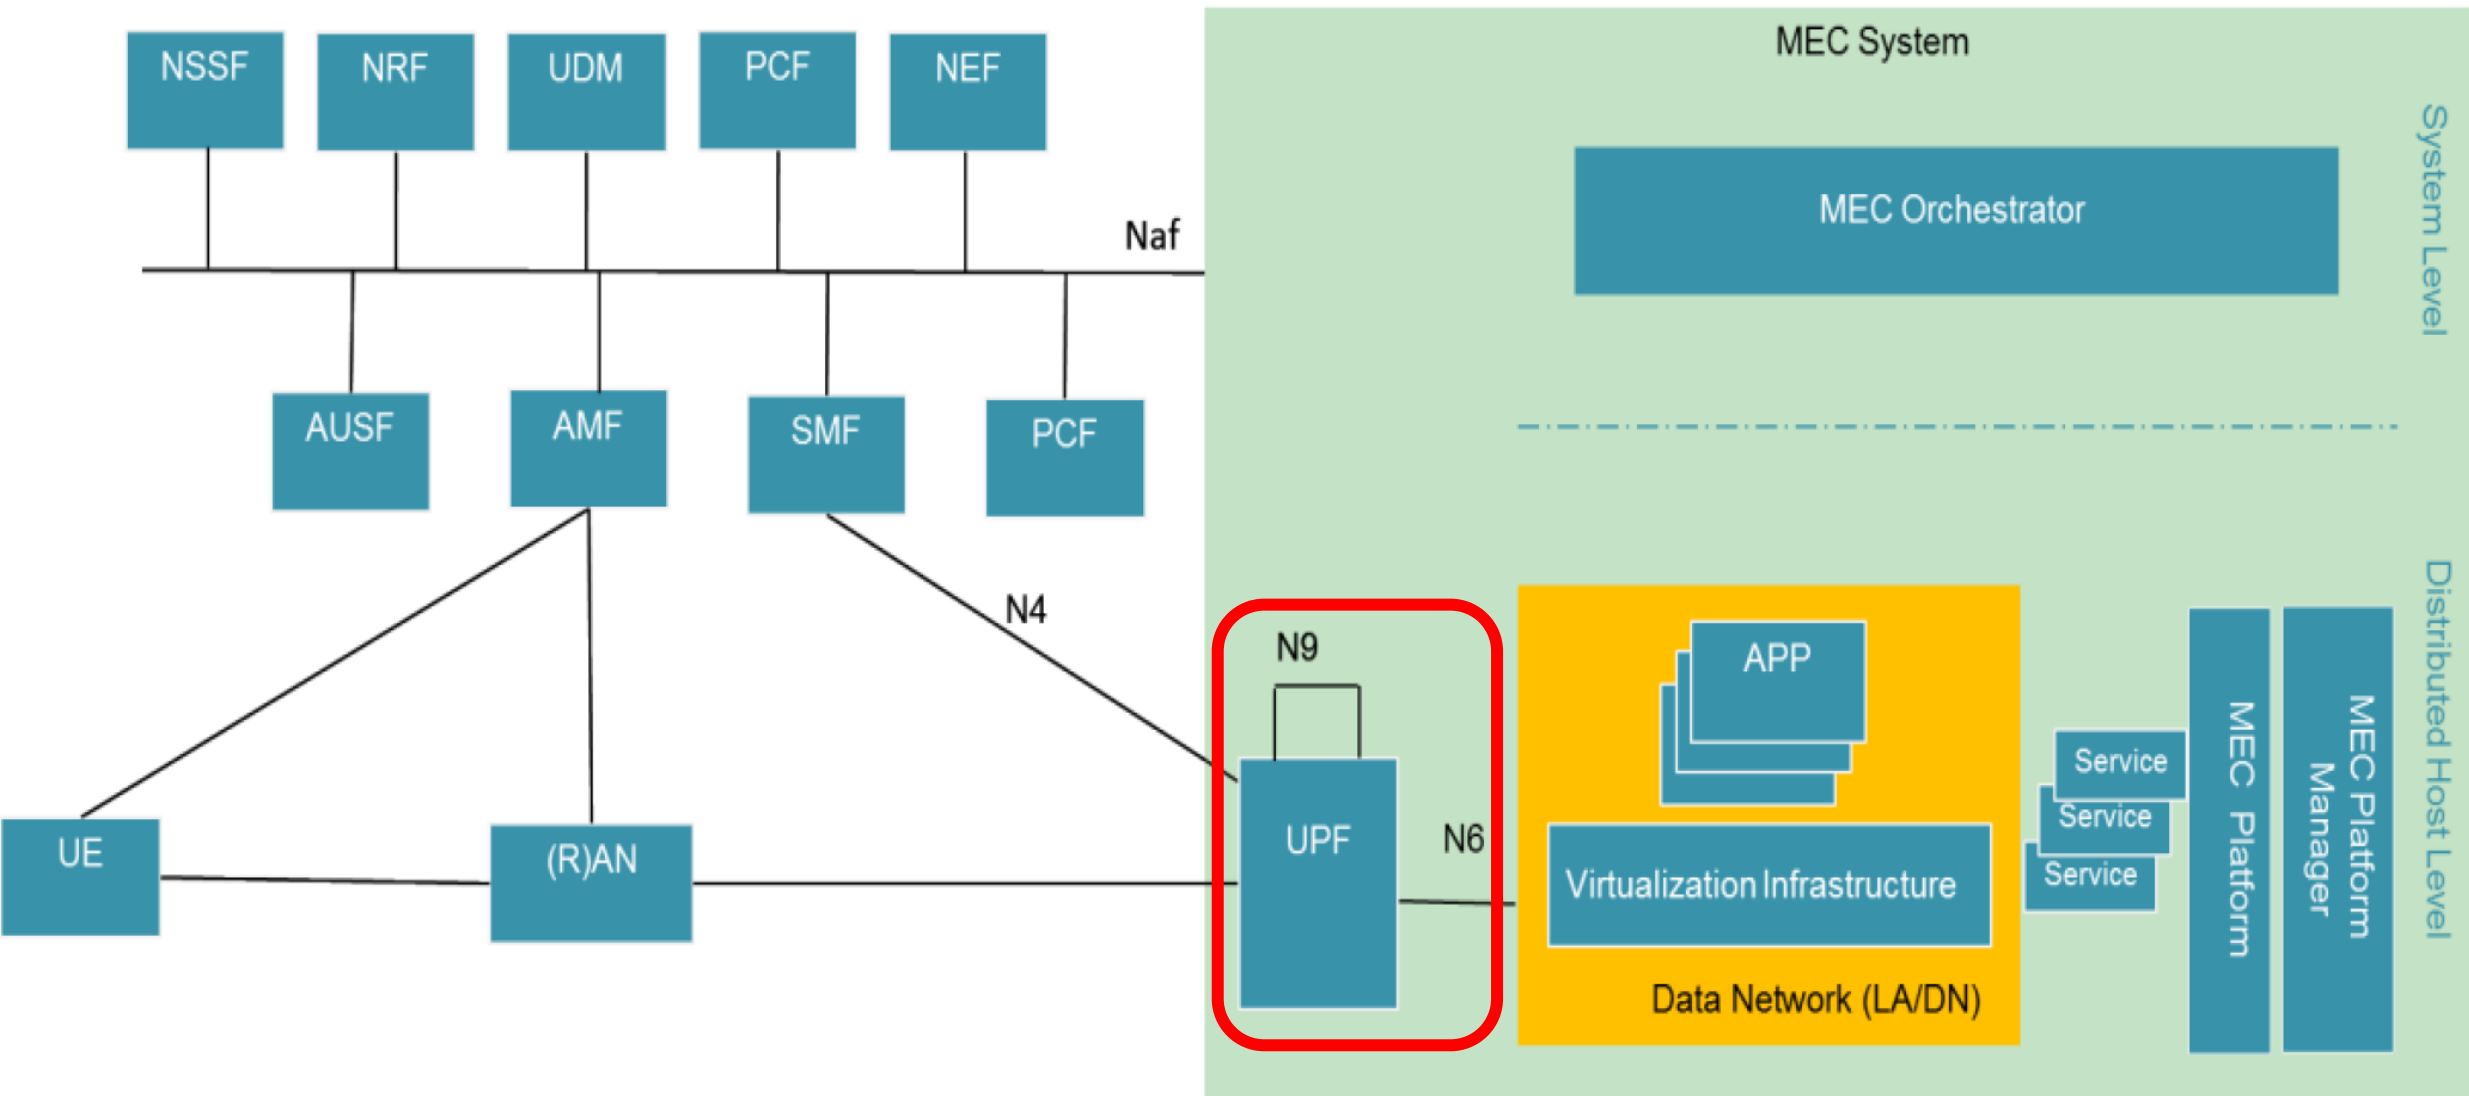 NSSF
NRF
UDM
PCF
NEF
MEC System
System Level
MEC Orchestrator
Naf
AUSF
AMF
SMF
PCF
N4
N9
UPF
N6
UE
(R)AN
APP
Virtualization Infrastructure
Data Network (LA/DN)
Service
Service
Service
MEC Platform
MEC Platform
Manager
Distributed Host Level